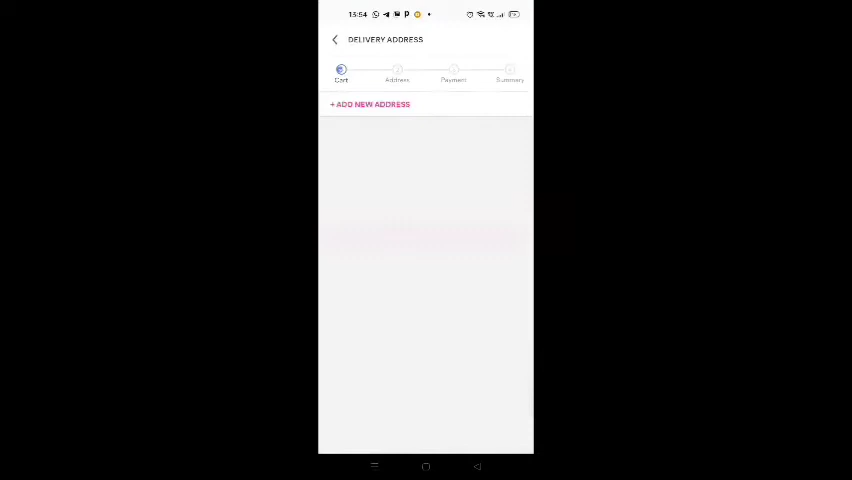 13:54
DELIVERY ADDRESS
Cart Address Payment Summary
+ ADD NEW ADDRESS